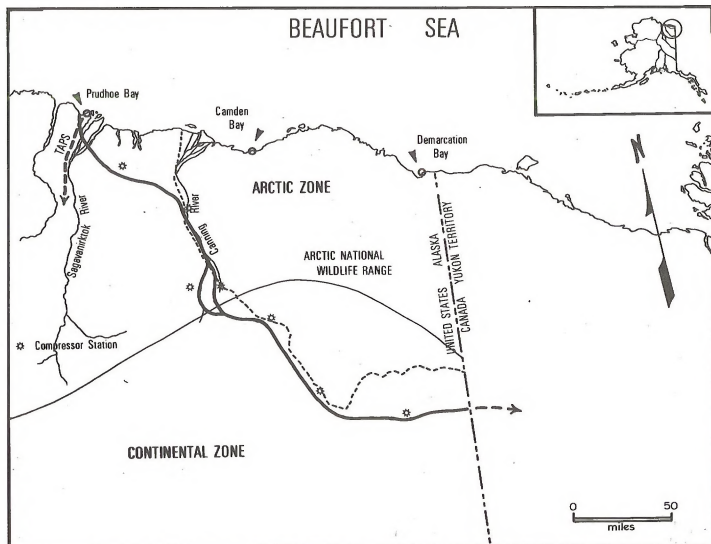 BEAUFORT SEA
Prudhoe Bay
Camden
Bay
Demarcation
Bay
TAPS
N
ARCTIC ZONE
Sagavanirktok River
Canning River
ARCTIC NATIONAL
WILDLIFE RANGE
UNITED STATES ALASKA
CANADA YUKON TERRITORY
Compressor Station
CONTINENTAL ZONE
0 50
miles